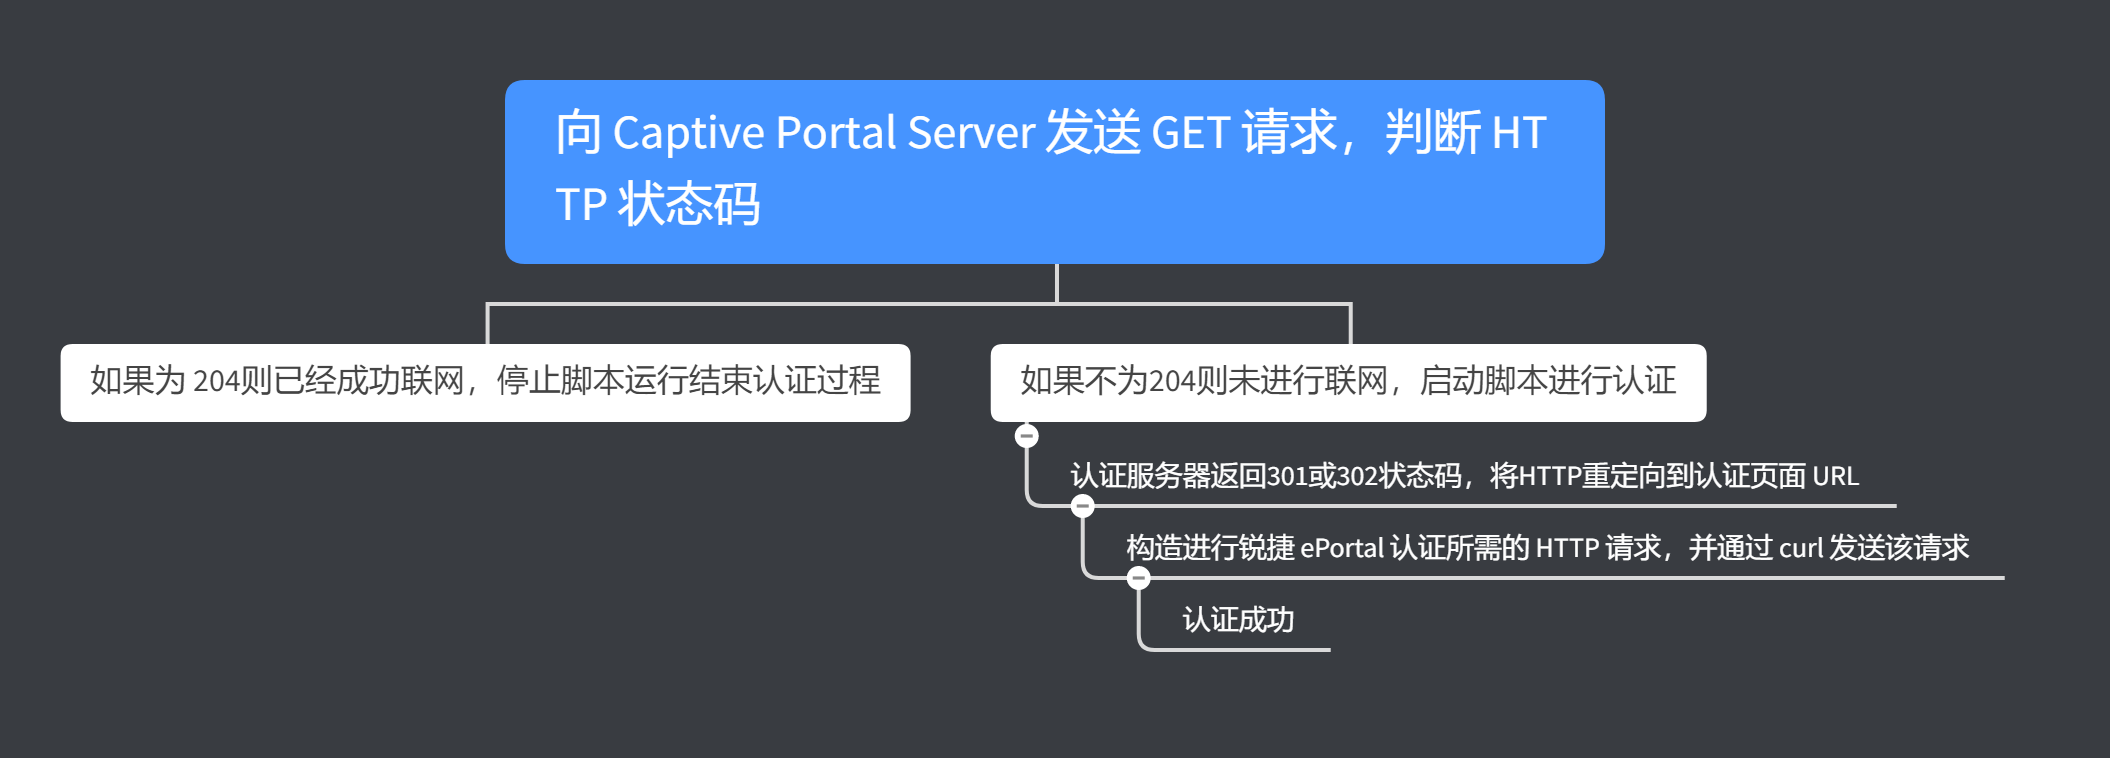 向 Captive Portal Server 发送 GET 请求，判断 HT
TP 状态码
如果为 204则已经成功联网，停止脚本运行结束认证过程
如果不为204则未进行联网，启动脚本进行认证
认证服务器返回301或302状态码，将HTTP重定向到认证页面 URL
构造进行锐捷 ePortal 认证所需的 HTTP 请求，并通过 curl 发送该请求
认证成功